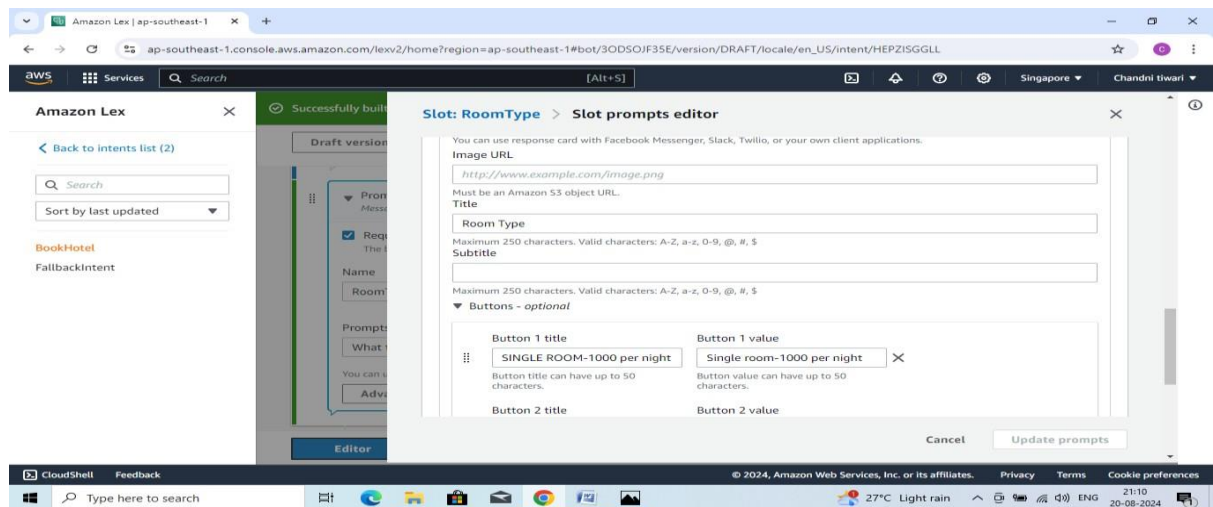 Amazon Lex | ap-southeast-1
ap-southeast-1.console.aws.amazon.com/lexv2/home?region=ap-southeast-1#bot/3ODSOJF35E/version/DRAFT/locale/en_US/intent/HEPZISGGLL
C
aws
Services
Search
[Alt+S]
Singapore
Chandni tiwari
Amazon Lex
Back to intents list (2)
Search
Sort by last updated
BookHotel
FallbackIntent
Successfully built
Draft version
Prom
Messa
Requ
The b
Name
RoomT
Prompts
What t
You can u
Adva
Editor
Slot: RoomType > Slot prompts editor
You can use response card with Facebook Messenger, Slack, Twilio, or your own client applications.
Image URL
http://www.example.com/image.png
Must be an Amazon S3 object URL.
Title
Room Type
Maximum 250 characters. Valid characters: A-Z, a-z, 0-9, @, #, $
Subtitle
Maximum 250 characters. Valid characters: A-Z, a-z, 0-9, @, #, $
Buttons - optional
Button 1 title
Button 1 value
SINGLE ROOM-1000 per night
Single room-1000 per night
Button title can have up to 50
characters.
Button value can have up to 50
characters.
Button 2 title
Button 2 value
Cancel
Update prompts
CloudShell
Feedback
© 2024, Amazon Web Services, Inc. or its affiliates.
Privacy
Terms
Cookie preferences
Type here to search
27°C Light rain
ENG
21:10
20-08-2024